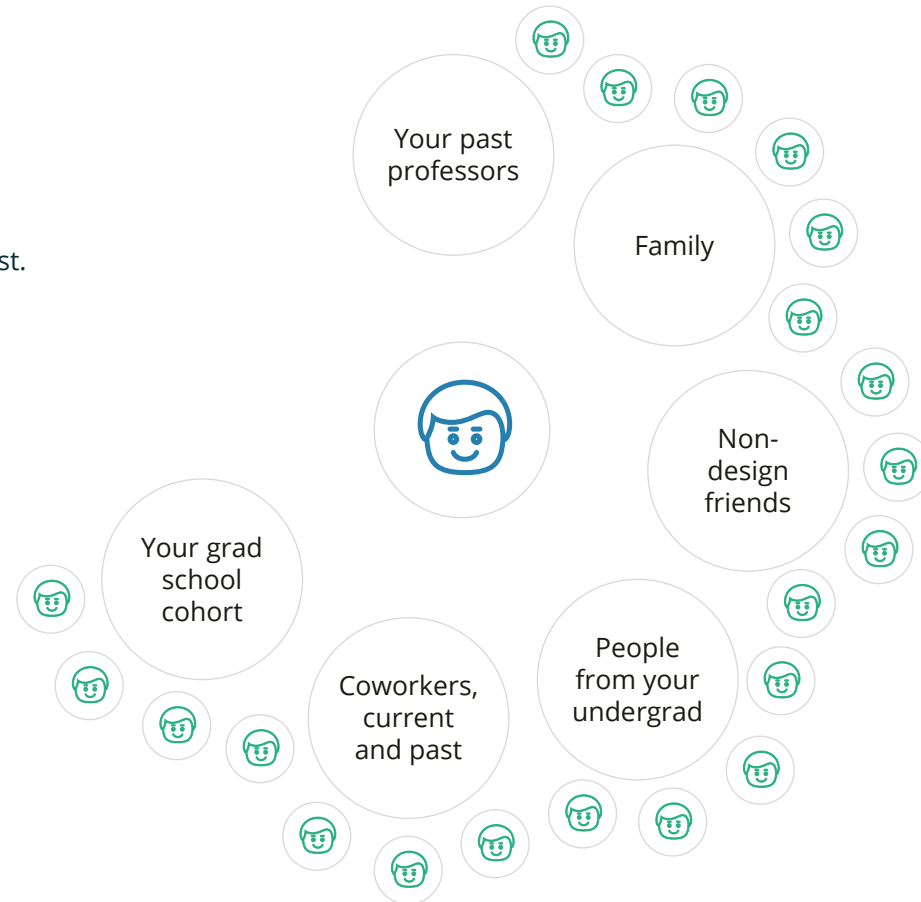 Your past
professors
Family
st.
Non-
design
friends
Your grad
school
cohort
People
from your
undergrad
Coworkers,
current
and past